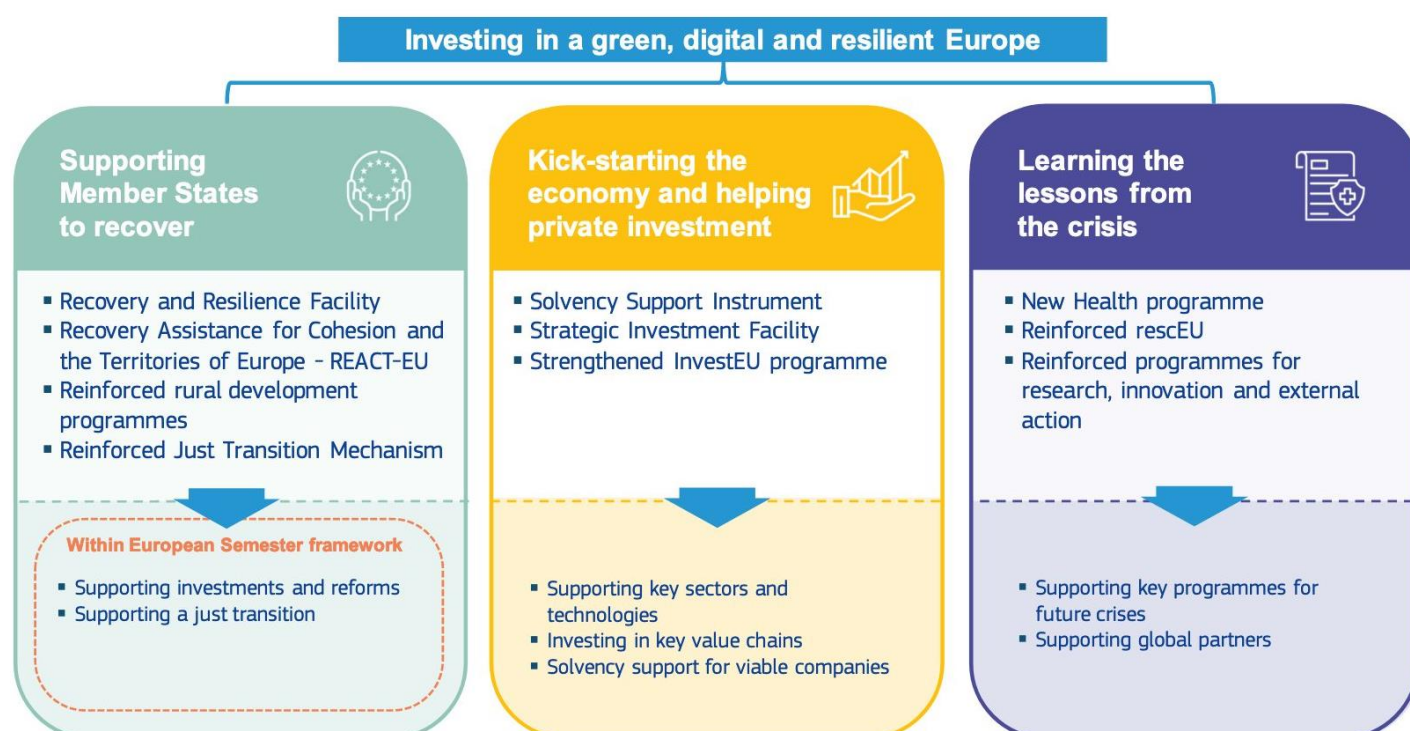 Investing in a green, digital and resilient Europe
Supporting
Member States
to recover
▪ Recovery and Resilience Facility
▪ Recovery Assistance for Cohesion and
the Territories of Europe - REACT-EU
▪ Reinforced rural development
programmes
▪ Reinforced Just Transition Mechanism
Within European Semester framework
▪ Supporting investments and reforms
▪ Supporting a just transition
Kick-starting the
economy and helping
private investment
▪ Solvency Support Instrument
▪ Strategic Investment Facility
▪ Strengthened InvestEU programme
▪ Supporting key sectors and
technologies
▪ Investing in key value chains
▪ Solvency support for viable companies
Learning the
lessons from
the crisis
▪ New Health programme
▪ Reinforced rescEU
▪ Reinforced programmes for
research, innovation and external
action
▪ Supporting key programmes for
future crises
▪ Supporting global partners